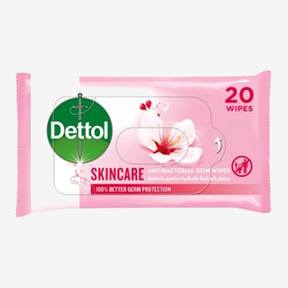 20
WIPES
Dettol
SKINCARE
ANTIBACTERIAL SKIN WIPES
100% BETTER GERM PROTECTION